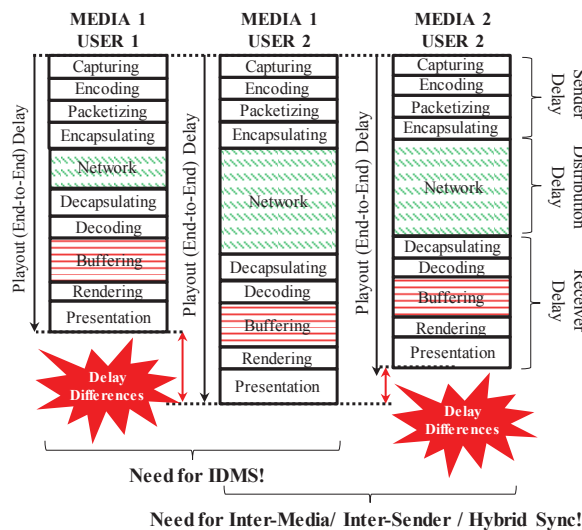 MEDIA 1
USER 1
MEDIA 1
USER 2
MEDIA 2
USER 2
Playout (End-to-End) Delay
Capturing
Encoding
Packetizing
Encapsulating
Network
Decapsulating
Decoding
Buffering
Rendering
Presentation
Delay
Differences
Playout (End-to-End) Delay
Capturing
Encoding
Packetizing
Encapsulating
Network
Decapsulating
Decoding
Buffering
Rendering
Presentation
Playout (End-to-End) Delay
Capturing
Encoding
Packetizing
Encapsulating
Network
Decapsulating
Decoding
Buffering
Rendering
Presentation
Delay
Differences
Sender
Delay
Distribution
Delay
Receiver
Delay
Need for IDMS!
Need for Inter-Media/ Inter-Sender / Hybrid Sync!